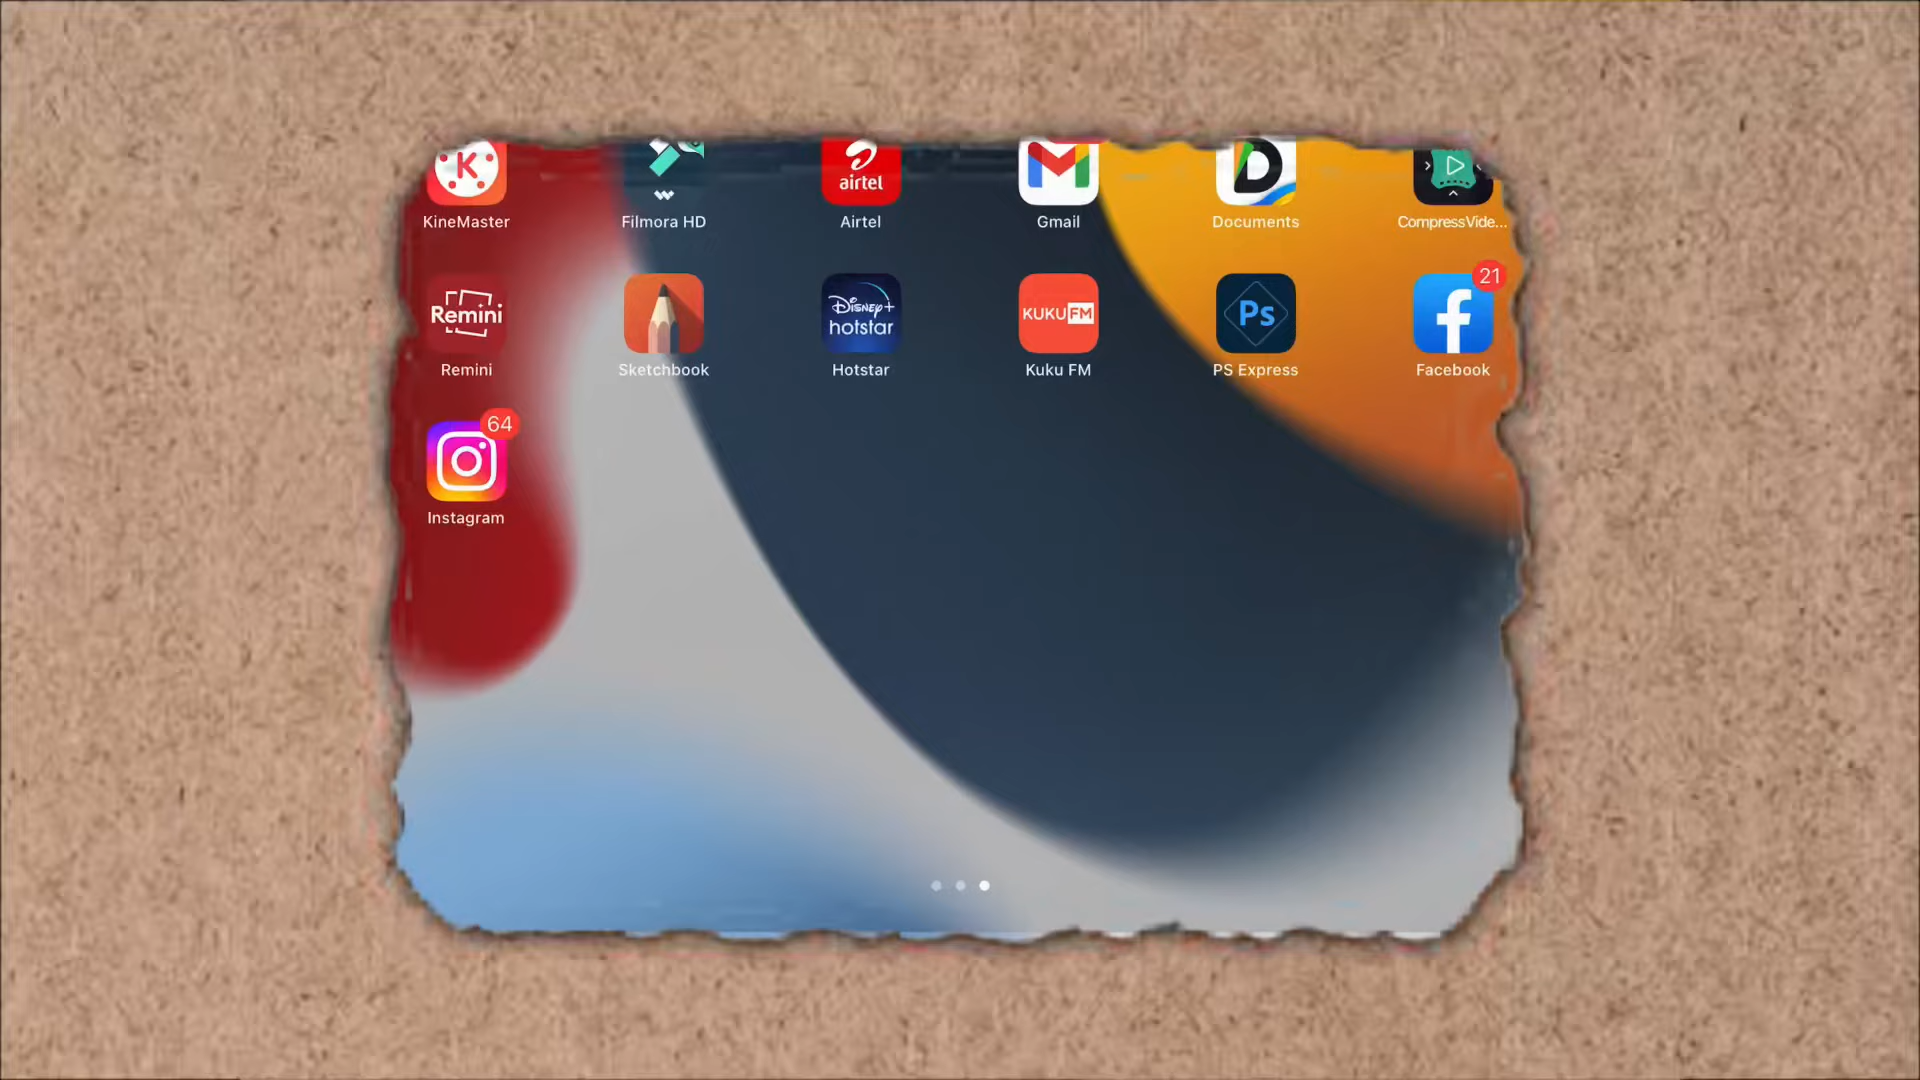 K
airtel
M
D
KineMaster
Filmora HD
Airtel
Gmail
Documents
CompressVide...
Remini
Disney+
hotstar
KUKU FM
Ps
f
21
Remini
Sketchbook
Hotstar
Kuku FM
PS Express
Facebook
64
Instagram